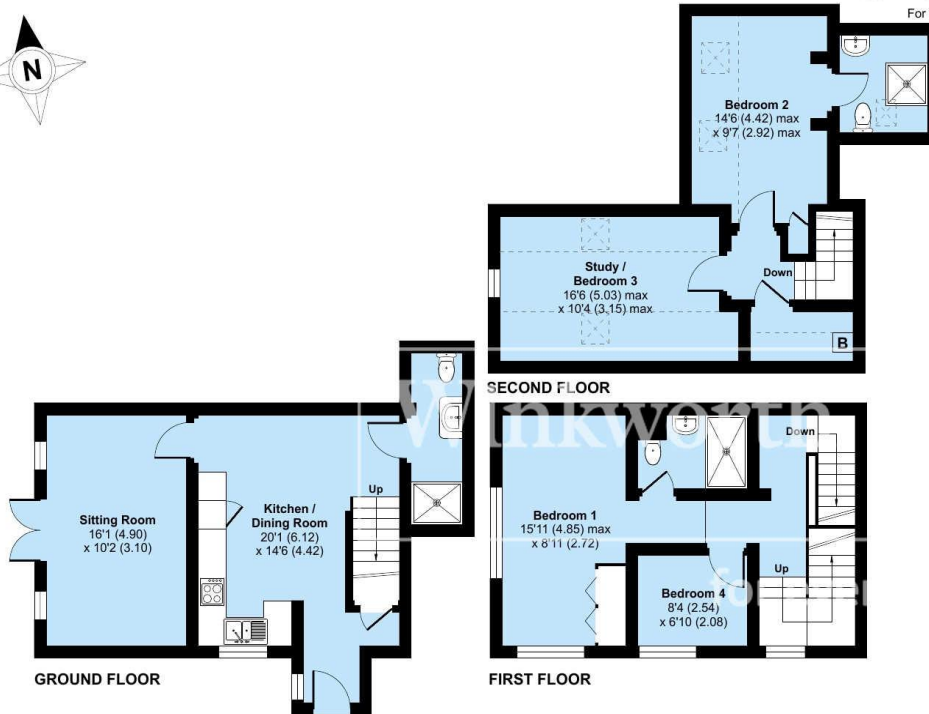 For
N
Bedroom 2
14'6 (4.42) max
x 9'7 (2.92) max
Study /
Bedroom 3
16'6 (5.03) max
x 10'4 (3.15) max
Down
B
SECOND FLOOR
Winkworth
Sitting Room
16'1 (4.90)
x 10'2 (3.10)
Kitchen /
Dining Room
20'1 (6.12)
x 14'6 (4.42)
Up
GROUND FLOOR
Down
Bedroom 1
15'11 (4.85) max
x 8'11 (2.72)
Up
Bedroom 4
8'4 (2.54)
x 6'10 (2.08)
FIRST FLOOR